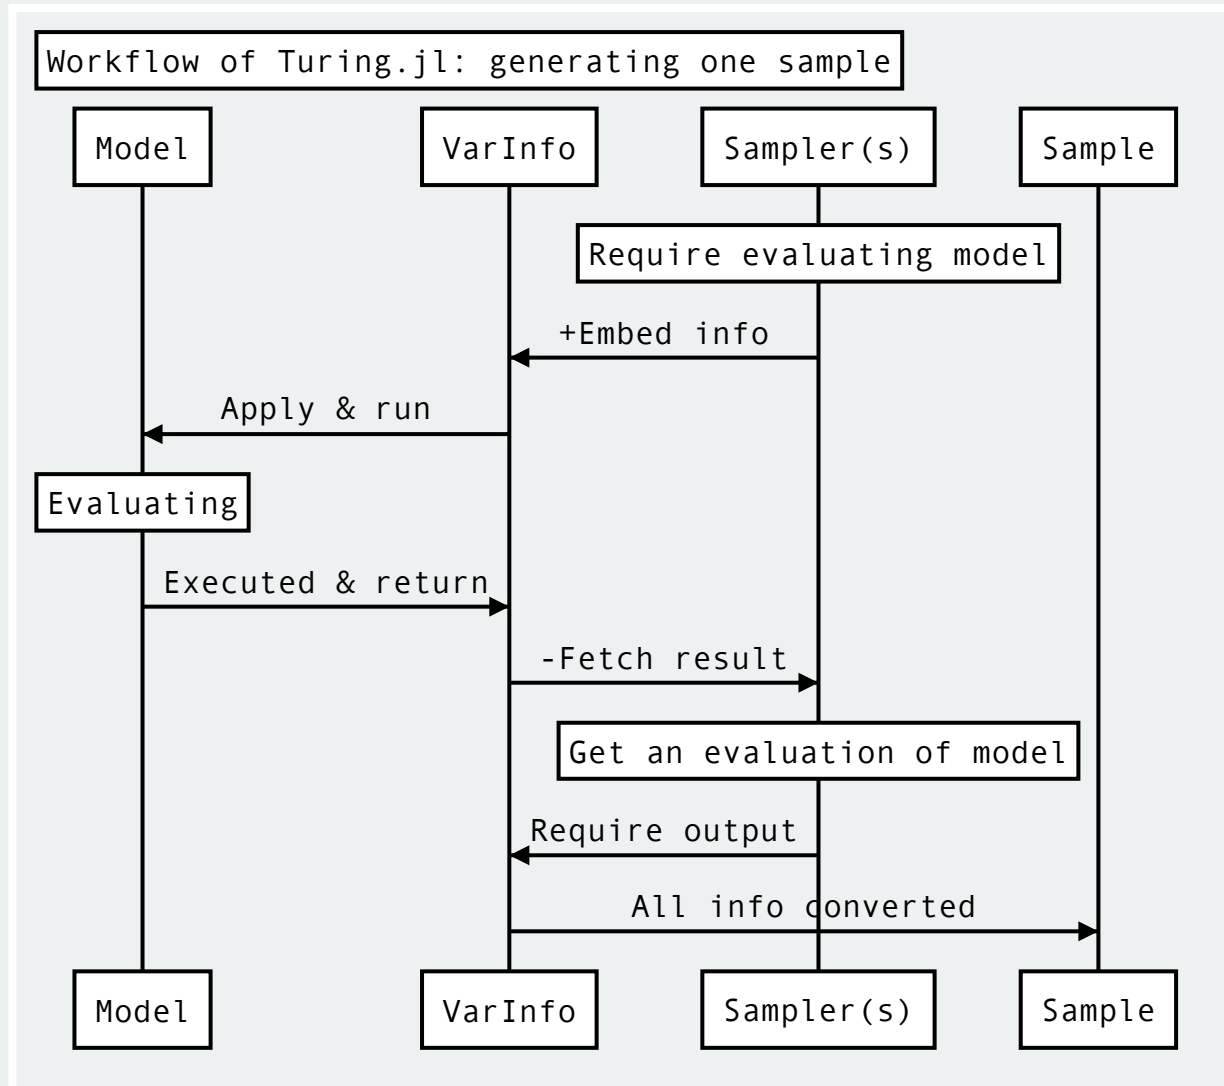 Workflow of Turing.jl: generating one sample
Model
VarInfo
Sampler(s)
Sample
Require evaluating model
+Embed info
Apply & run
Evaluating
Executed & return
-Fetch result
Get an evaluation of model
Require output
All info converted
Model
VarInfo
Sampler(s)
Sample